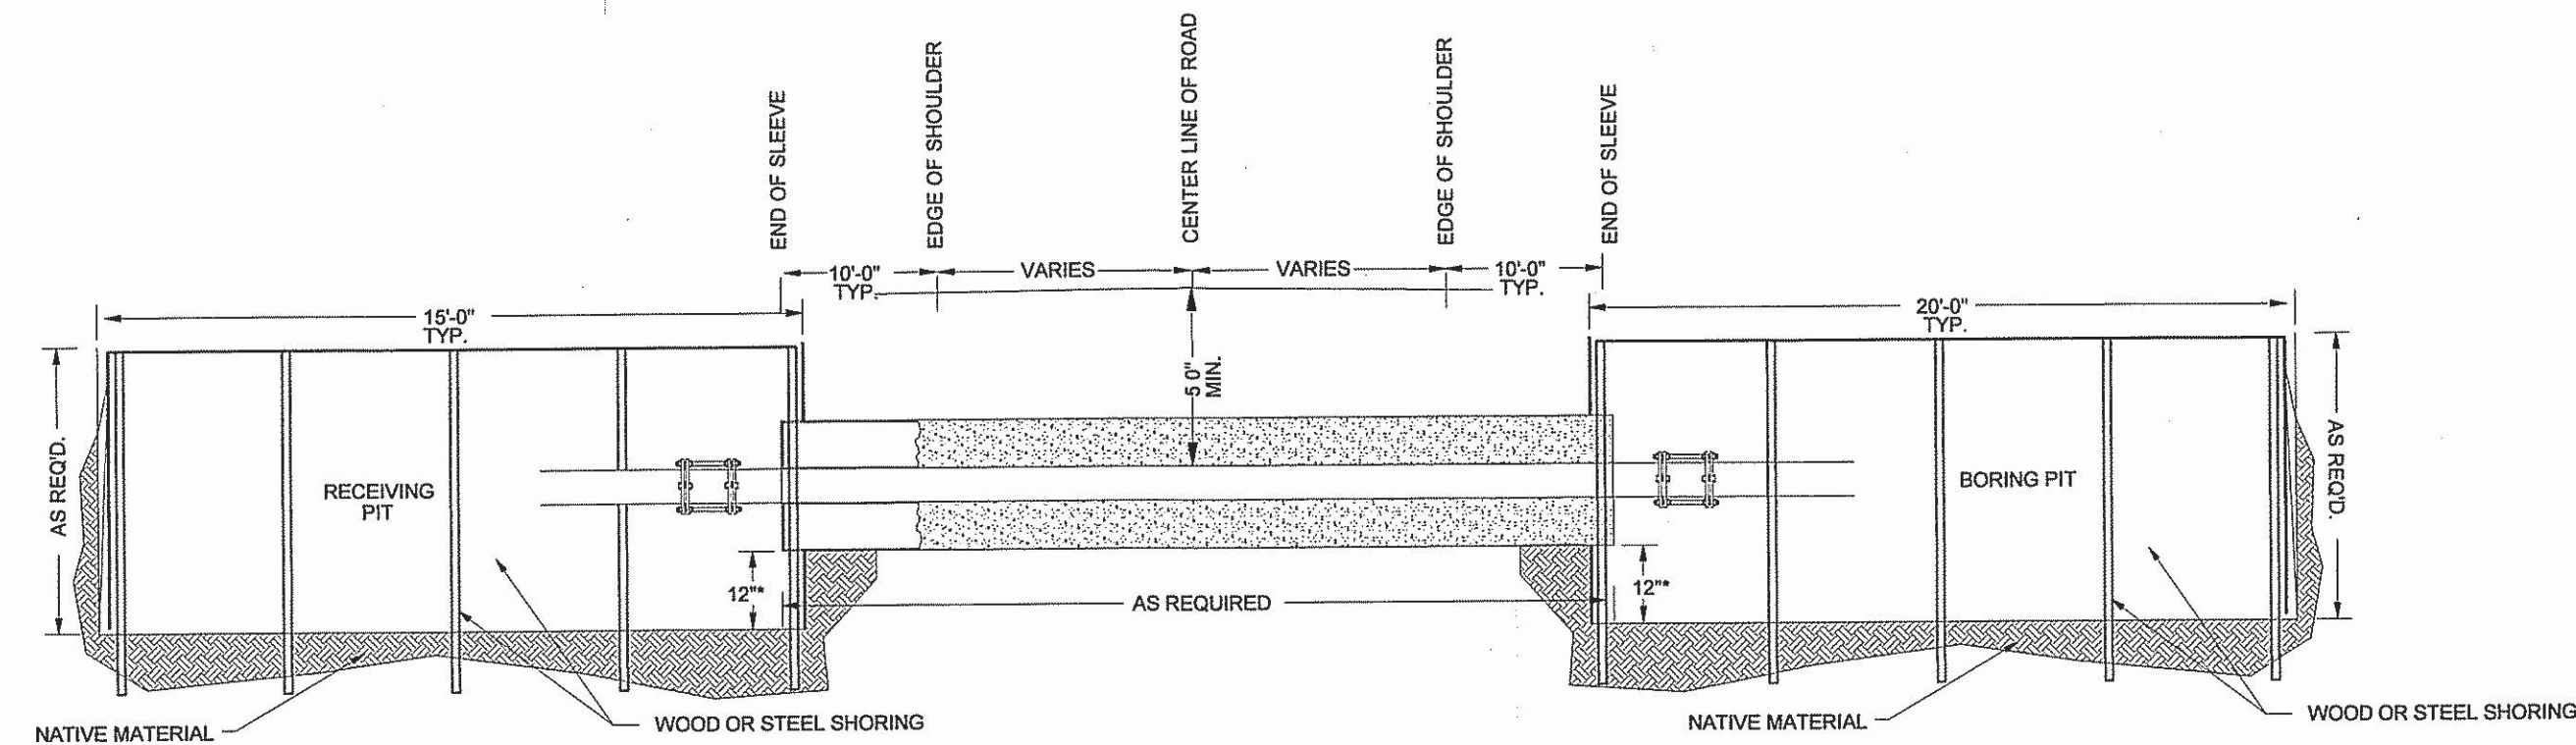 END OF SLEEVE
EDGE OF SHOULDER
CENTER LINE OF ROAD
EDGE OF SHOULDER
END OF SLEEVE
10'-0"
TYP.
VARIES
VARIES
10'-0"
TYP.
15'-0"
TYP.
20'-0"
TYP.
5 0"
MIN.
AS REQ'D.
RECEIVING
PIT
BORING PIT
AS REQ'D.
12"*
AS REQUIRED
12"*
NATIVE MATERIAL
WOOD OR STEEL SHORING
NATIVE MATERIAL
WOOD OR STEEL SHORING